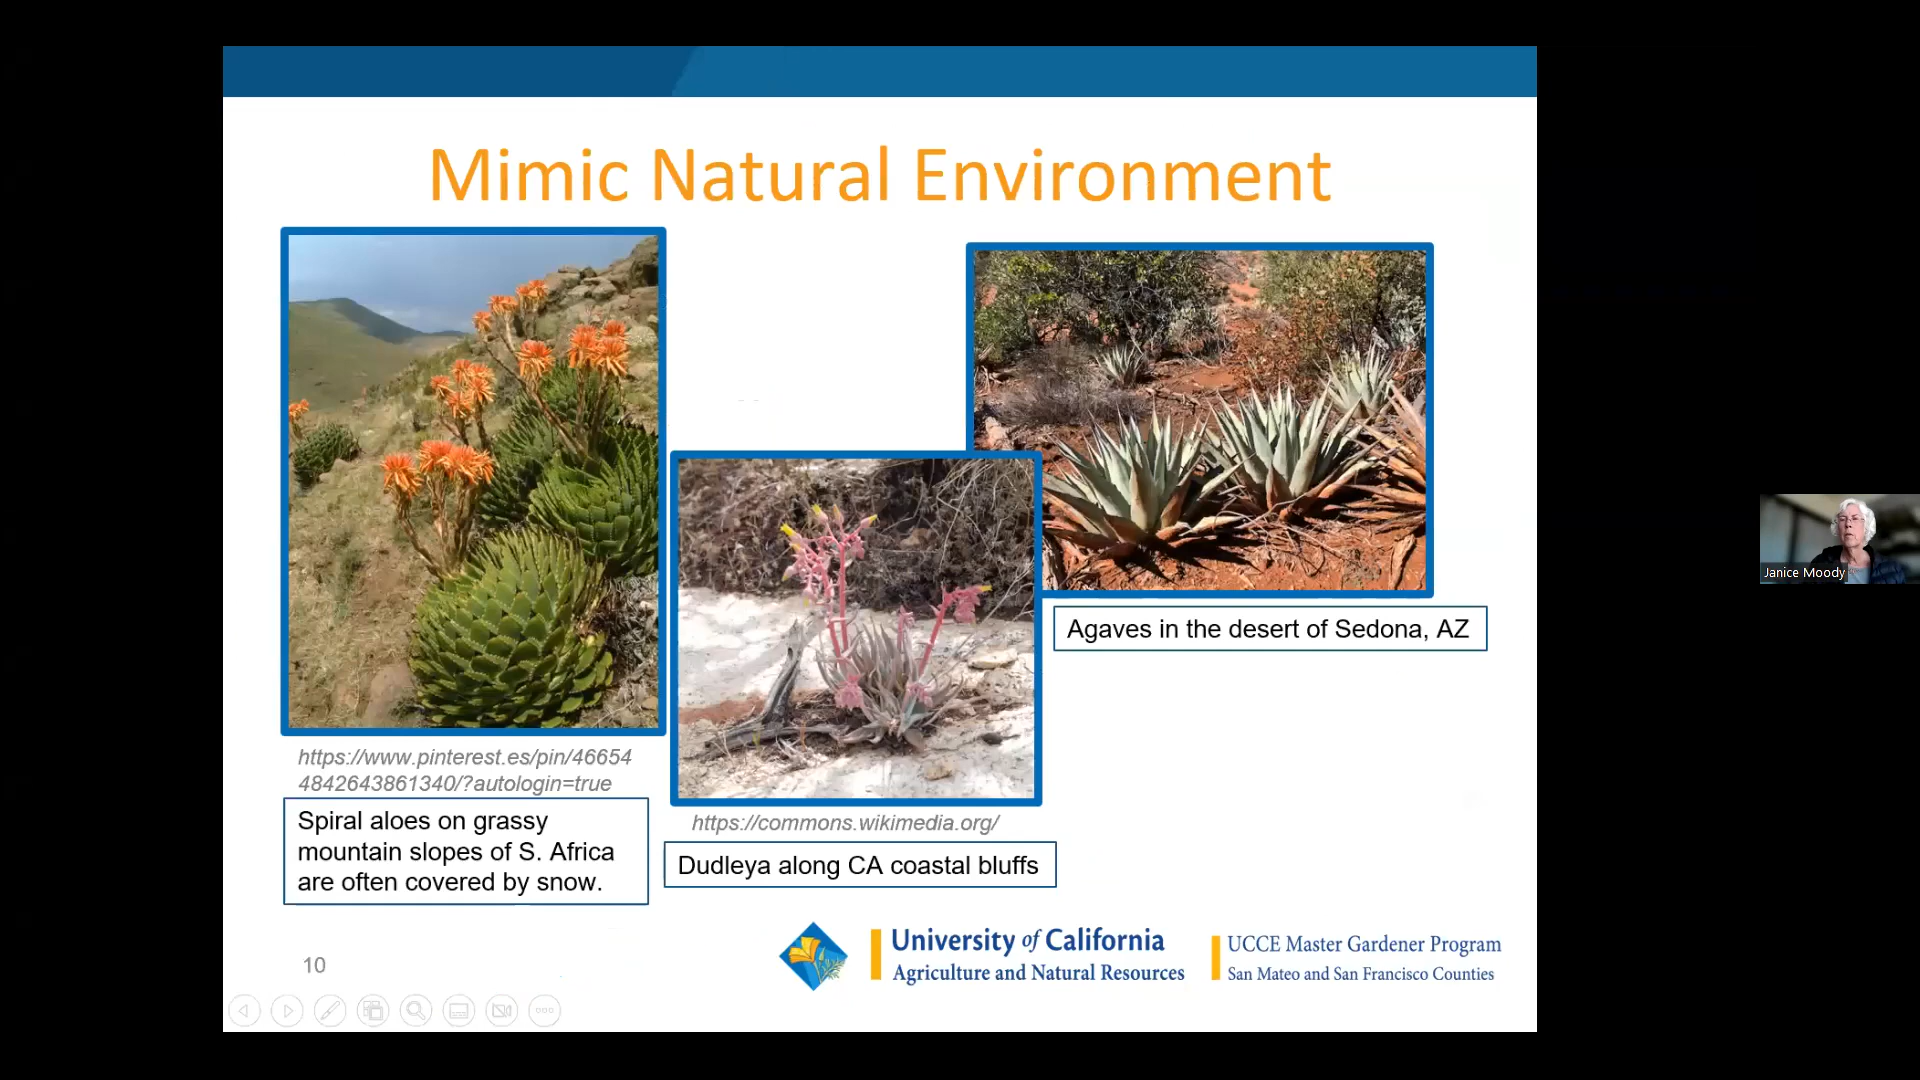 Mimic Natural Environment
https://www.pinterest.es/pin/46654
4842643861340/?autologin=true
Spiral aloes on grassy
mountain slopes of S. Africa
are often covered by snow.
https://commons.wikimedia.org/
Dudleya along CA coastal bluffs
Agaves in the desert of Sedona, AZ
10
University of California
Agriculture and Natural Resources
UCCE Master Gardener Program
San Mateo and San Francisco Counties
Janice Moody